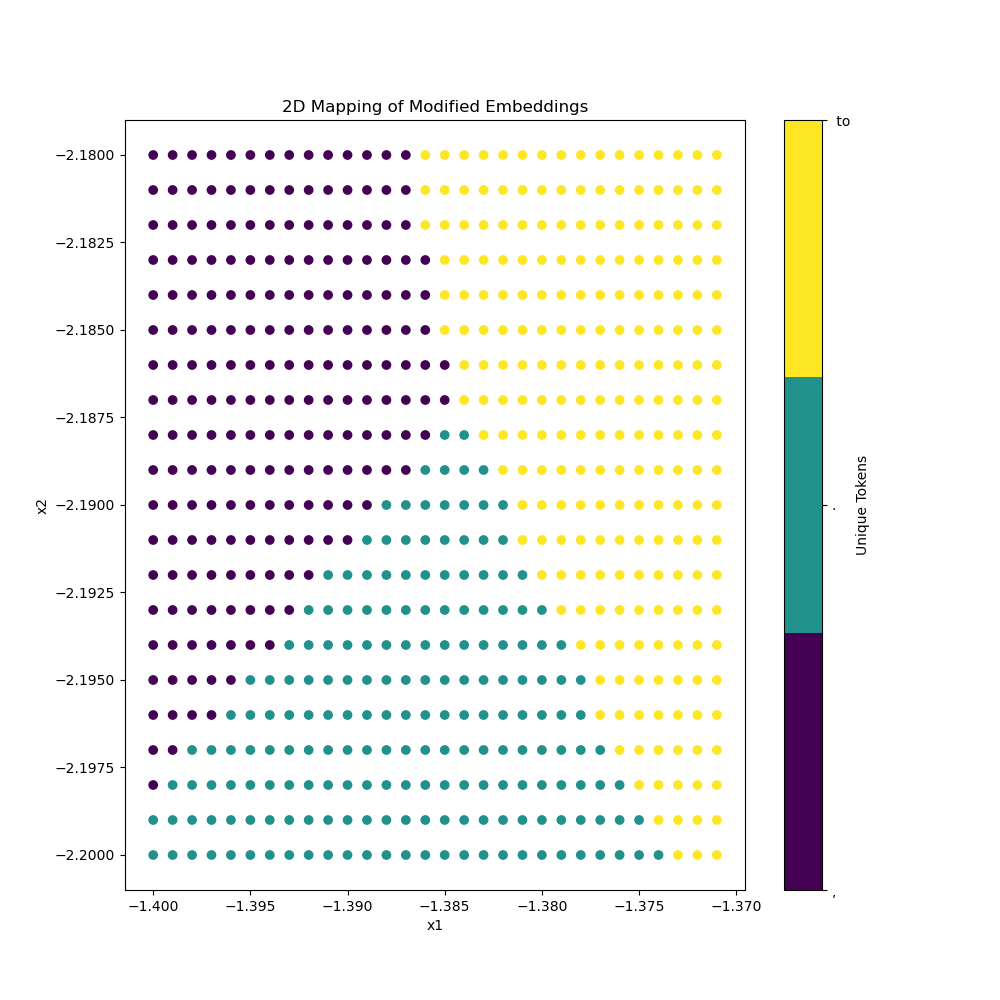 2D Mapping of Modified Embeddings
−2.1800
−2.1825
−2.1850
−2.1875
−2.1900
−2.1925
−2.1950
−2.1975
−2.2000
x2
−1.400 −1.395 −1.390 −1.385 −1.380 −1.375 −1.370
x1
to
.
,
Unique Tokens